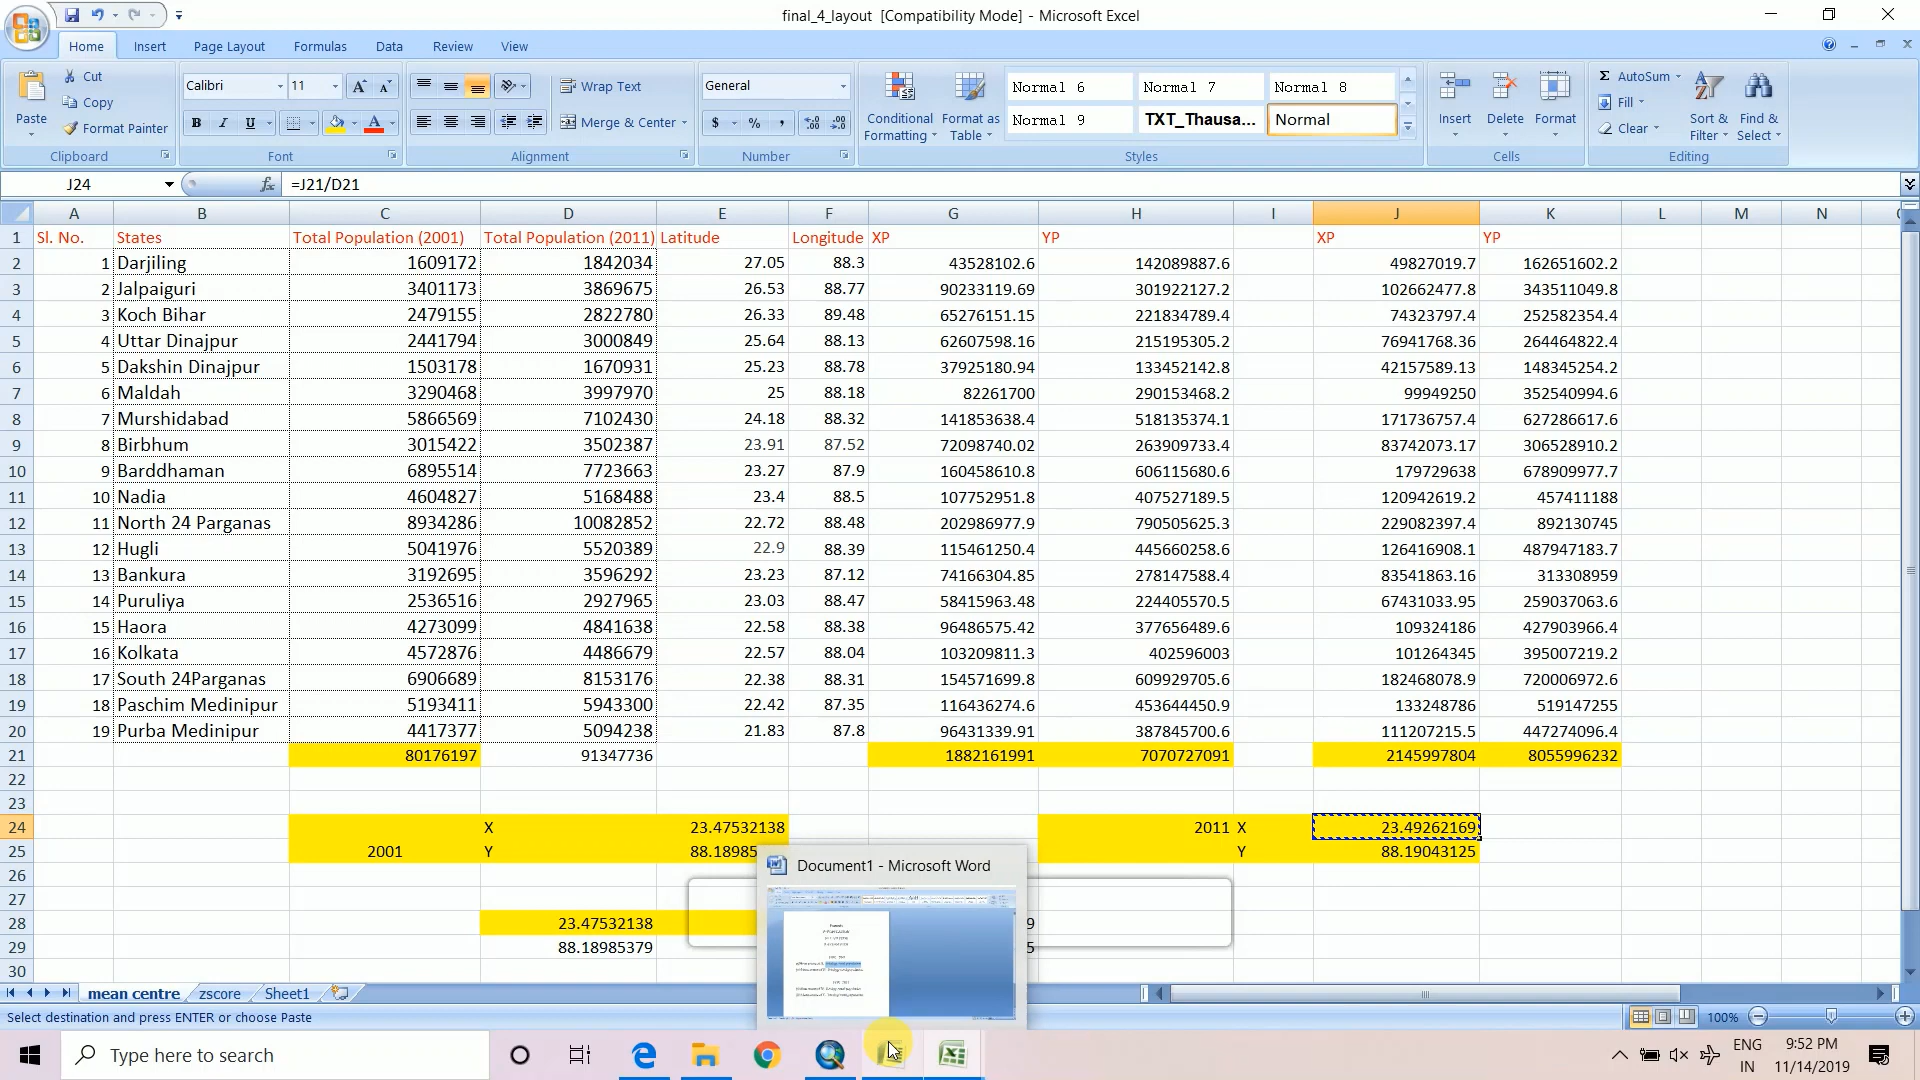 final_4_layout [Compatibility Mode] - Microsoft Excel
Home Insert Page Layout Formulas Data Review View
Cut
Copy
Format Painter
Paste
Clipboard
Calibri 11
B I U
Font
Wrap Text
Merge & Center
Alignment
General
$ % ,
Number
Conditional Formatting
Format as Table
Normal 6 Normal 7 Normal 8
Normal 9 TXT_Thausa... Normal
Styles
Insert Delete Format
Cells
AutoSum
Fill
Clear
Sort & Filter
Find & Select
Editing
J24 fx =J21/D21
A B C D E F G H I J K L M N
1 Sl. No. States Total Population (2001) Total Population (2011) Latitude Longitude XP YP XP YP
2 1 Darjiling 1609172 1842034 27.05 88.3 43528102.6 142089887.6 49827019.7 162651602.2
3 2 Jalpaiguri 3401173 3869675 26.53 88.77 90233119.69 301922127.2 102662477.8 343511049.8
4 3 Koch Bihar 2479155 2822780 26.33 89.48 65276151.15 221834789.4 74323797.4 252582354.4
5 4 Uttar Dinajpur 2441794 3000849 25.64 88.13 62607598.16 215195305.2 76941768.36 264464822.4
6 5 Dakshin Dinajpur 1503178 1670931 25.23 88.78 37925180.94 133452142.8 42157589.13 148345254.2
7 6 Maldah 3290468 3997970 25 88.18 82261700 290153468.2 99949250 352540994.6
8 7 Murshidabad 5866569 7102430 24.18 88.32 141853638.4 518135374.1 171736757.4 627286617.6
9 8 Birbhum 3015422 3502387 23.91 87.52 72098740.02 263909733.4 83742073.17 306528910.2
10 9 Barddhaman 6895514 7723663 23.27 87.9 160458610.8 606115680.6 179729638 678909977.7
11 10 Nadia 4604827 5168488 23.4 88.5 107752951.8 407527189.5 120942619.2 457411188
12 11 North 24 Parganas 8934286 10082852 22.72 88.48 202986977.9 790505625.3 229082397.4 892130745
13 12 Hugli 5041976 5520389 22.9 88.39 115461250.4 445660258.6 126416908.1 487947183.7
14 13 Bankura 3192695 3596292 23.23 87.12 74166304.85 278147588.4 83541863.16 313308959
15 14 Puruliya 2536516 2927965 23.03 88.47 58415963.48 224405570.5 67431033.95 259037063.6
16 15 Haora 4273099 4841638 22.58 88.38 96486575.42 377656489.6 109324186 427903966.4
17 16 Kolkata 4572876 4486679 22.57 88.04 103209811.3 402596003 101264345 395007219.2
18 17 South 24Parganas 6906689 8153176 22.38 88.31 154571699.8 609929705.6 182468078.9 720006972.6
19 18 Paschim Medinipur 5193411 5943300 22.42 87.35 116436274.6 453644450.9 133248786 519147255
20 19 Purba Medinipur 4417377 5094238 21.83 87.8 96431339.91 387845700.6 111207215.5 447274096.4
21 80176197 91347736 1882161991 7070727091 2145997804 8055996232
22
23
24 X 23.47532138 2011 X 23.49262169
25 2001 Y 88.18985 Y 88.19043125
26
27
28 23.47532138 9
29 88.18985379 5
30
Document1 - Microsoft Word
mean centre zscore Sheet1
Select destination and press ENTER or choose Paste
100%
Type here to search
ENG
IN
9:52 PM
11/14/2019